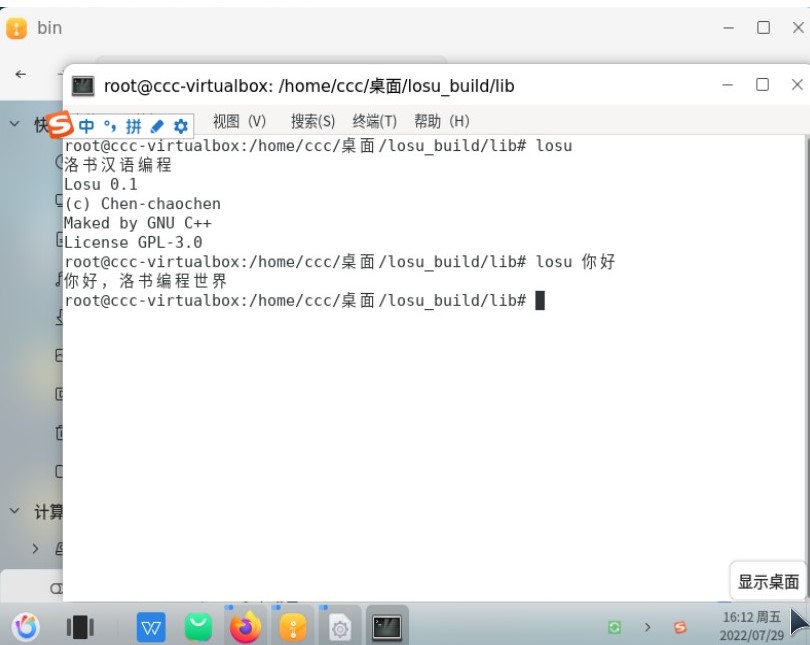 bin
root@ccc-virtualbox: /home/ccc/桌面/losu_build/lib
快
中 °, 拼
视图 (V) 搜索(S) 终端(T) 帮助 (H)
root@ccc-virtualbox:/home/ccc/桌面/losu_build/lib# losu
洛书汉语编程
Losu 0.1
(c) Chen-chaochen
Maked by GNU C++
License GPL-3.0
root@ccc-virtualbox:/home/ccc/桌面/losu_build/lib# losu 你好
你好，洛书编程世界
root@ccc-virtualbox:/home/ccc/桌面/losu_build/lib#
计算
显示桌面
16:12 周五
2022/07/29